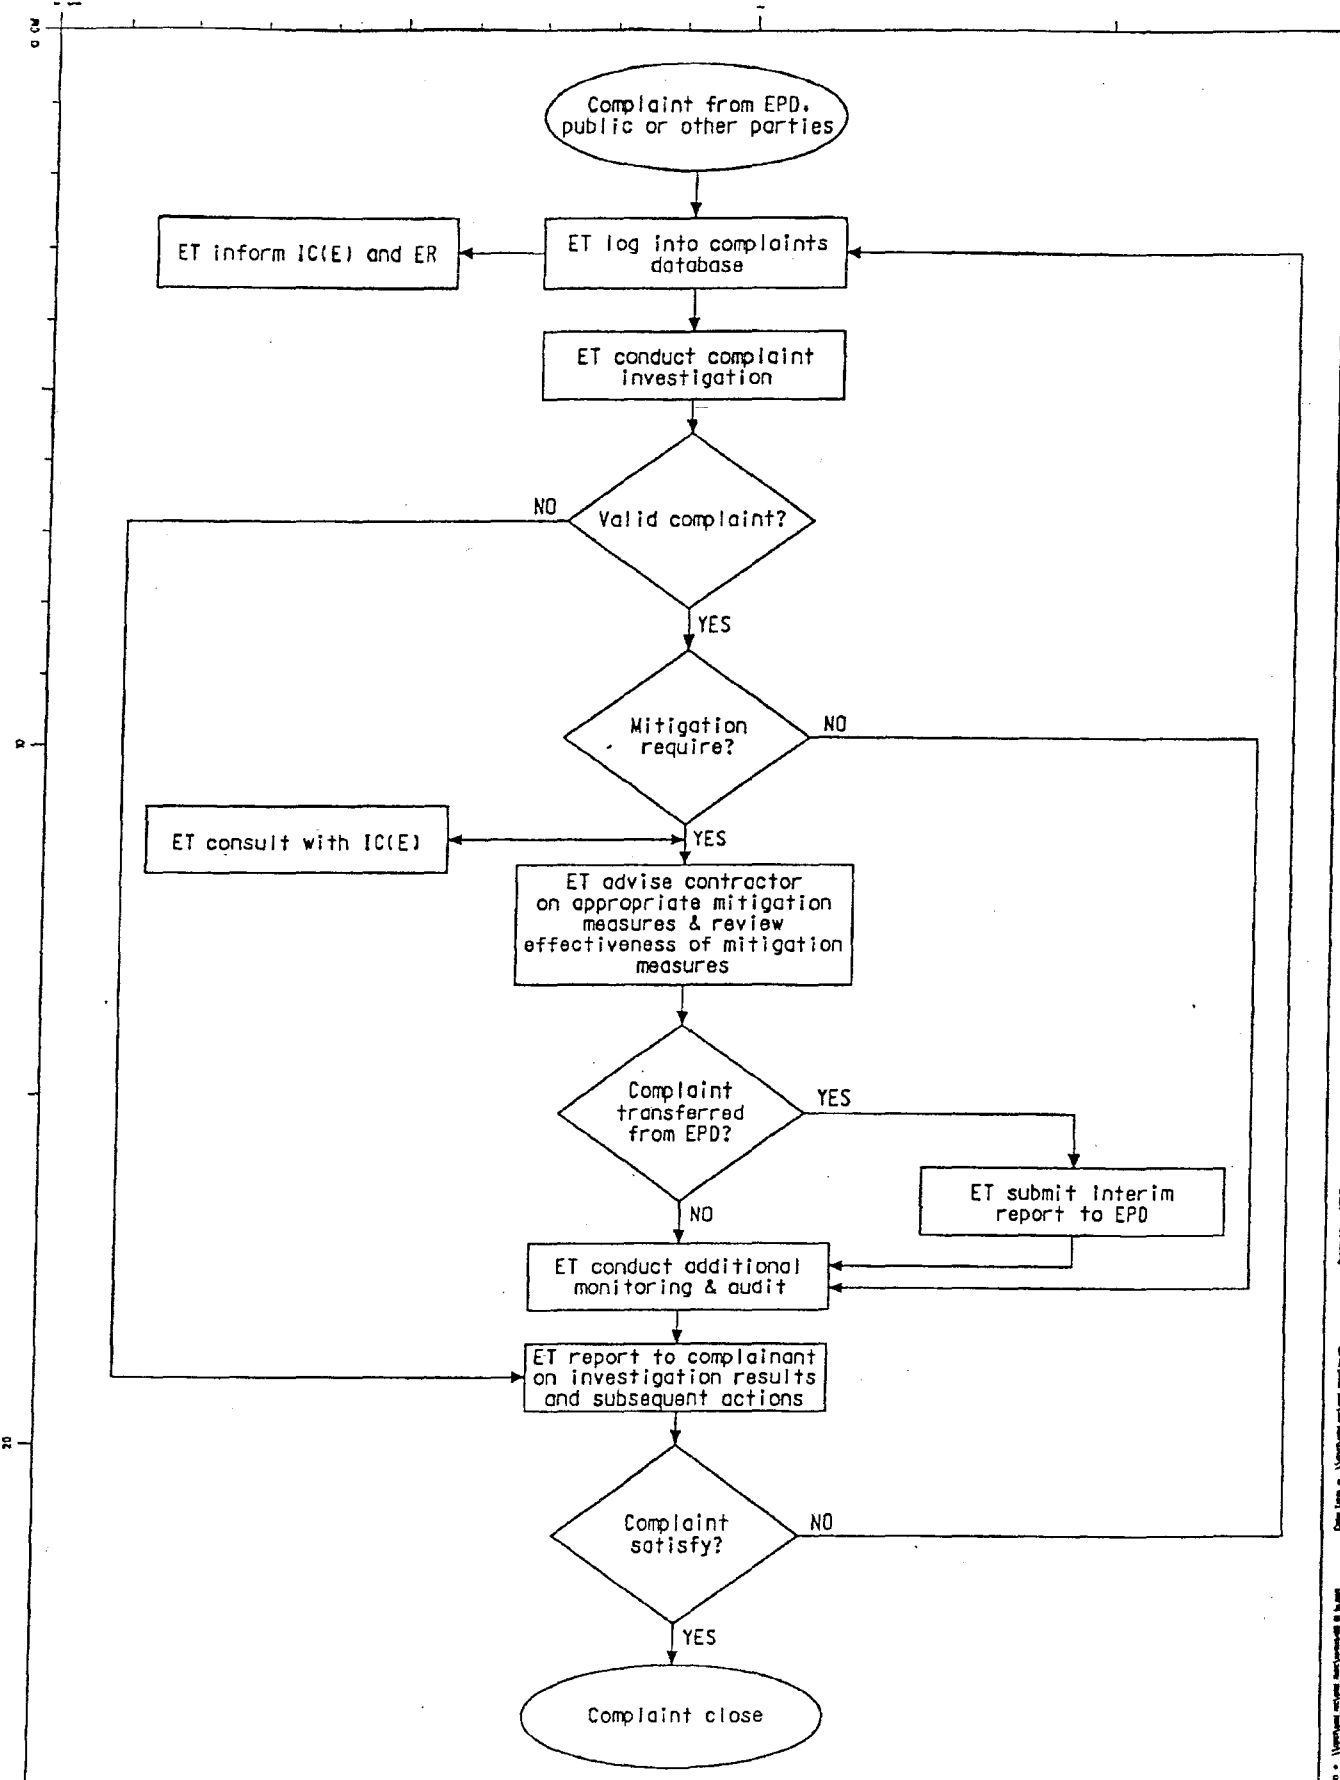 0 CM
Complaint from EPD.
public or other parties
ET inform IC(E) and ER
ET log into complaints
database
ET conduct complaint
investigation
NO
Valid complaint?
YES
Mitigation
require?
NO
10
ET consult with IC(E)
YES
ET advise contractor
on appropriate mitigation
measures & review
effectiveness of mitigation
measures
Complaint
transferred
from EPD?
YES
ET submit interim
report to EPD
NO
ET conduct additional
monitoring & audit
ET report to complainant
on investigation results
and subsequent actions
20
Complaint
satisfy?
NO
YES
Complaint close